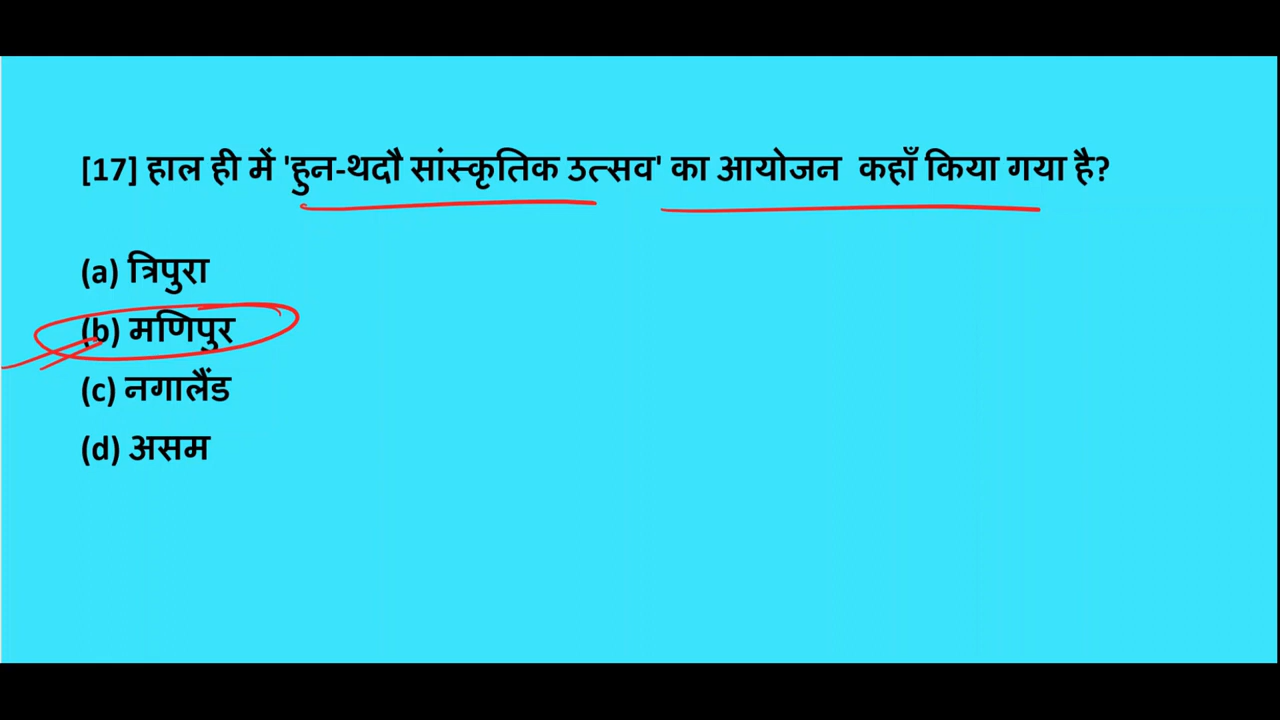 [17] हाल ही में 'हुन-थदौ सांस्कृतिक उत्सव' का आयोजन कहाँ किया गया है?
(a) त्रिपुरा
(b) मणिपुर
(c) नगालैंड
(d) असम